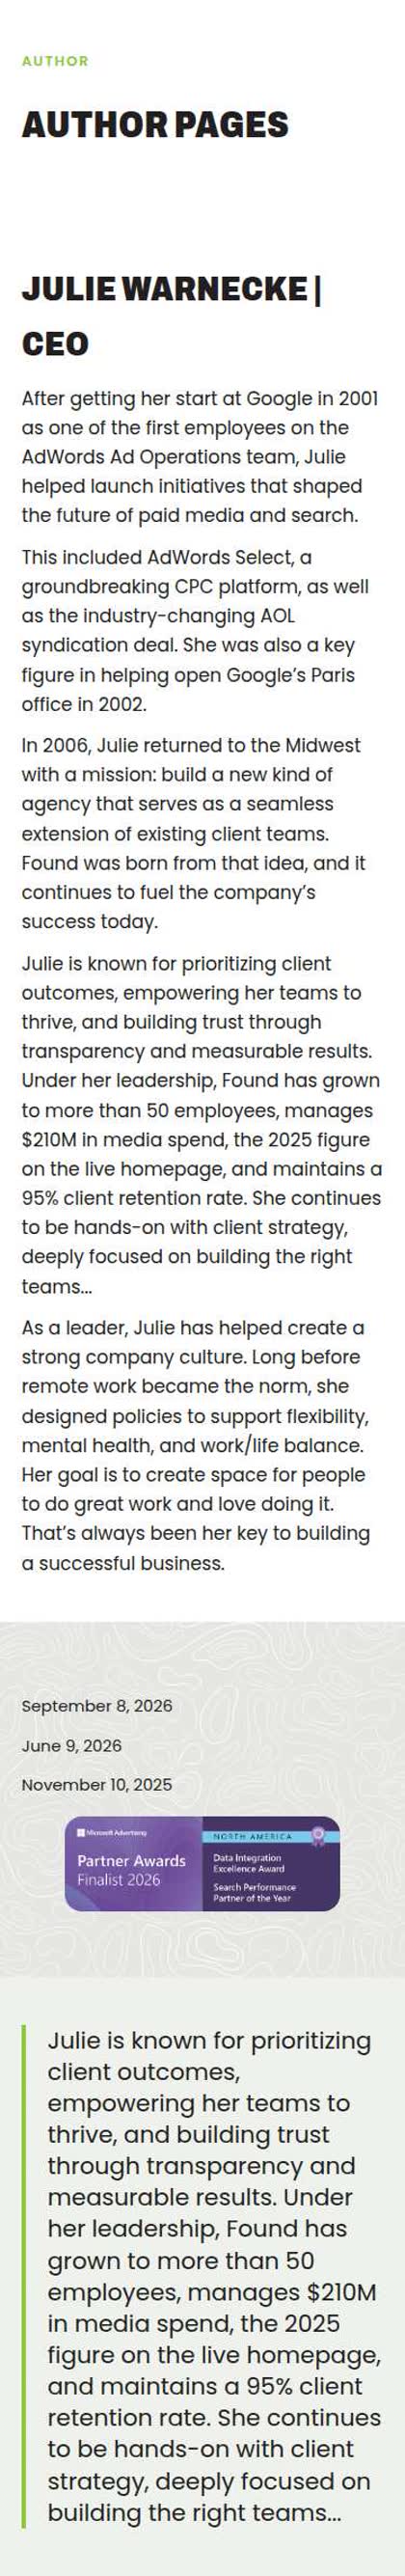 AUTHOR
AUTHOR PAGES
JULIE WARNECKE |
CEO
After getting her start at Google in 2001
as one of the first employees on the
AdWords Ad Operations team, Julie
helped launch initiatives that shaped
the future of paid media and search.
This included AdWords Select, a
groundbreaking CPC platform, as well
as the industry-changing AOL
syndication deal. She was also a key
figure in helping open Google's Paris
office in 2002.
In 2006, Julie returned to the Midwest
with a mission: build a new kind of
agency that serves as a seamless
extension of existing client teams.
Found was born from that idea, and it
continues to fuel the company's
success today.
Julie is known for prioritizing client
outcomes, empowering her teams to
thrive, and building trust through
transparency and measurable results.
Under her leadership, Found has grown
to more than 50 employees, manages
$210M in media spend, the 2025 figure
on the live homepage, and maintains a
95% client retention rate. She continues
to be hands-on with client strategy,
deeply focused on building the right
teams...
As a leader, Julie has helped create a
strong company culture. Long before
remote work became the norm, she
designed policies to support flexibility,
mental health, and work/life balance.
Her goal is to create space for people
to do great work and love doing it.
That's always been her key to building
a successful business.
September 8, 2026
June 9, 2026
November 10, 2025
Microsoft Advertising
Partner Awards
Finalist 2026
NORTH AMERICA
Data Integration
Excellence Award
Search Performance
Partner of the Year
Julie is known for prioritizing
client outcomes,
empowering her teams to
thrive, and building trust
through transparency and
measurable results. Under
her leadership, Found has
grown to more than 50
employees, manages $210M
in media spend, the 2025
figure on the live homepage,
and maintains a 95% client
retention rate. She continues
to be hands-on with client
strategy, deeply focused on
building the right teams...